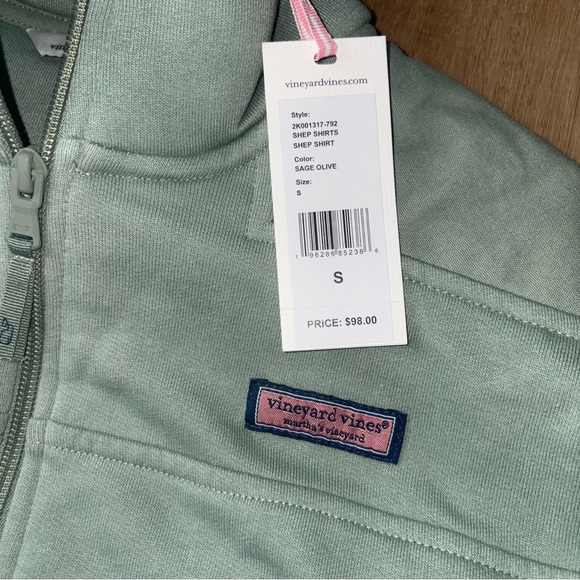 vineyardvines.com
Style:
2K001317-792
SHEP SHIRTS
SHEP SHIRT
Color:
SAGE OLIVE
Size:
S
1 96286 85238 6
S
PRICE: $98.00
vineyard vines®
martha's vineyard